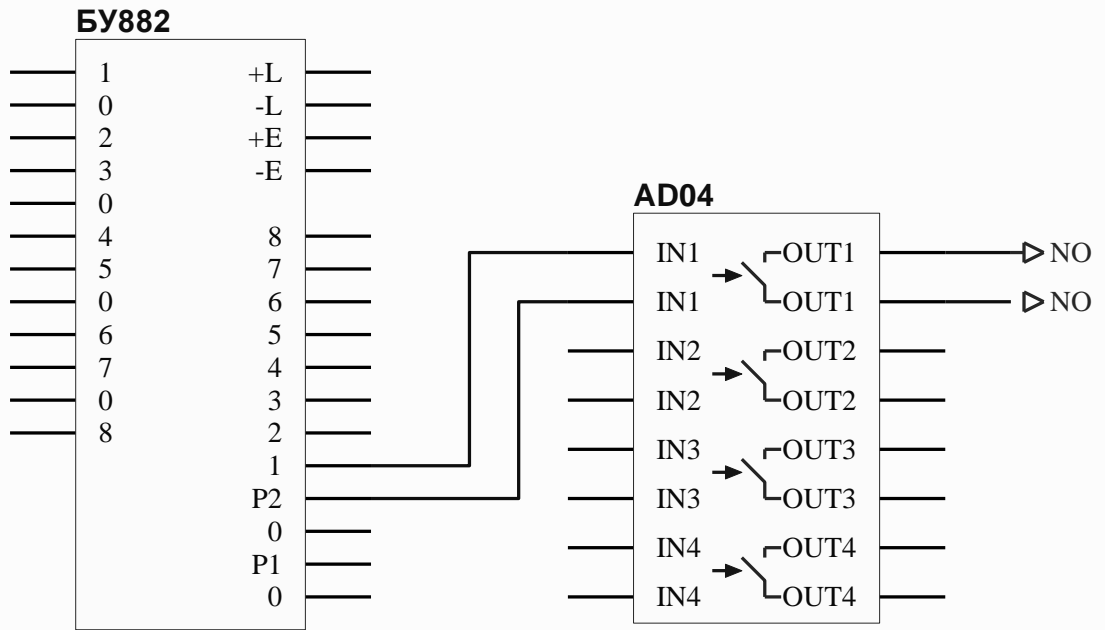 БУ882
1 +L
0 -L
2 +E
3 -E
0
4 8
5 7
0 6
6 5
7 4
0 3
8 2
1
P2
0
P1
0
AD04
IN1 OUT1 NO
IN1 OUT1 NO
IN2 OUT2
IN2 OUT2
IN3 OUT3
IN3 OUT3
IN4 OUT4
IN4 OUT4